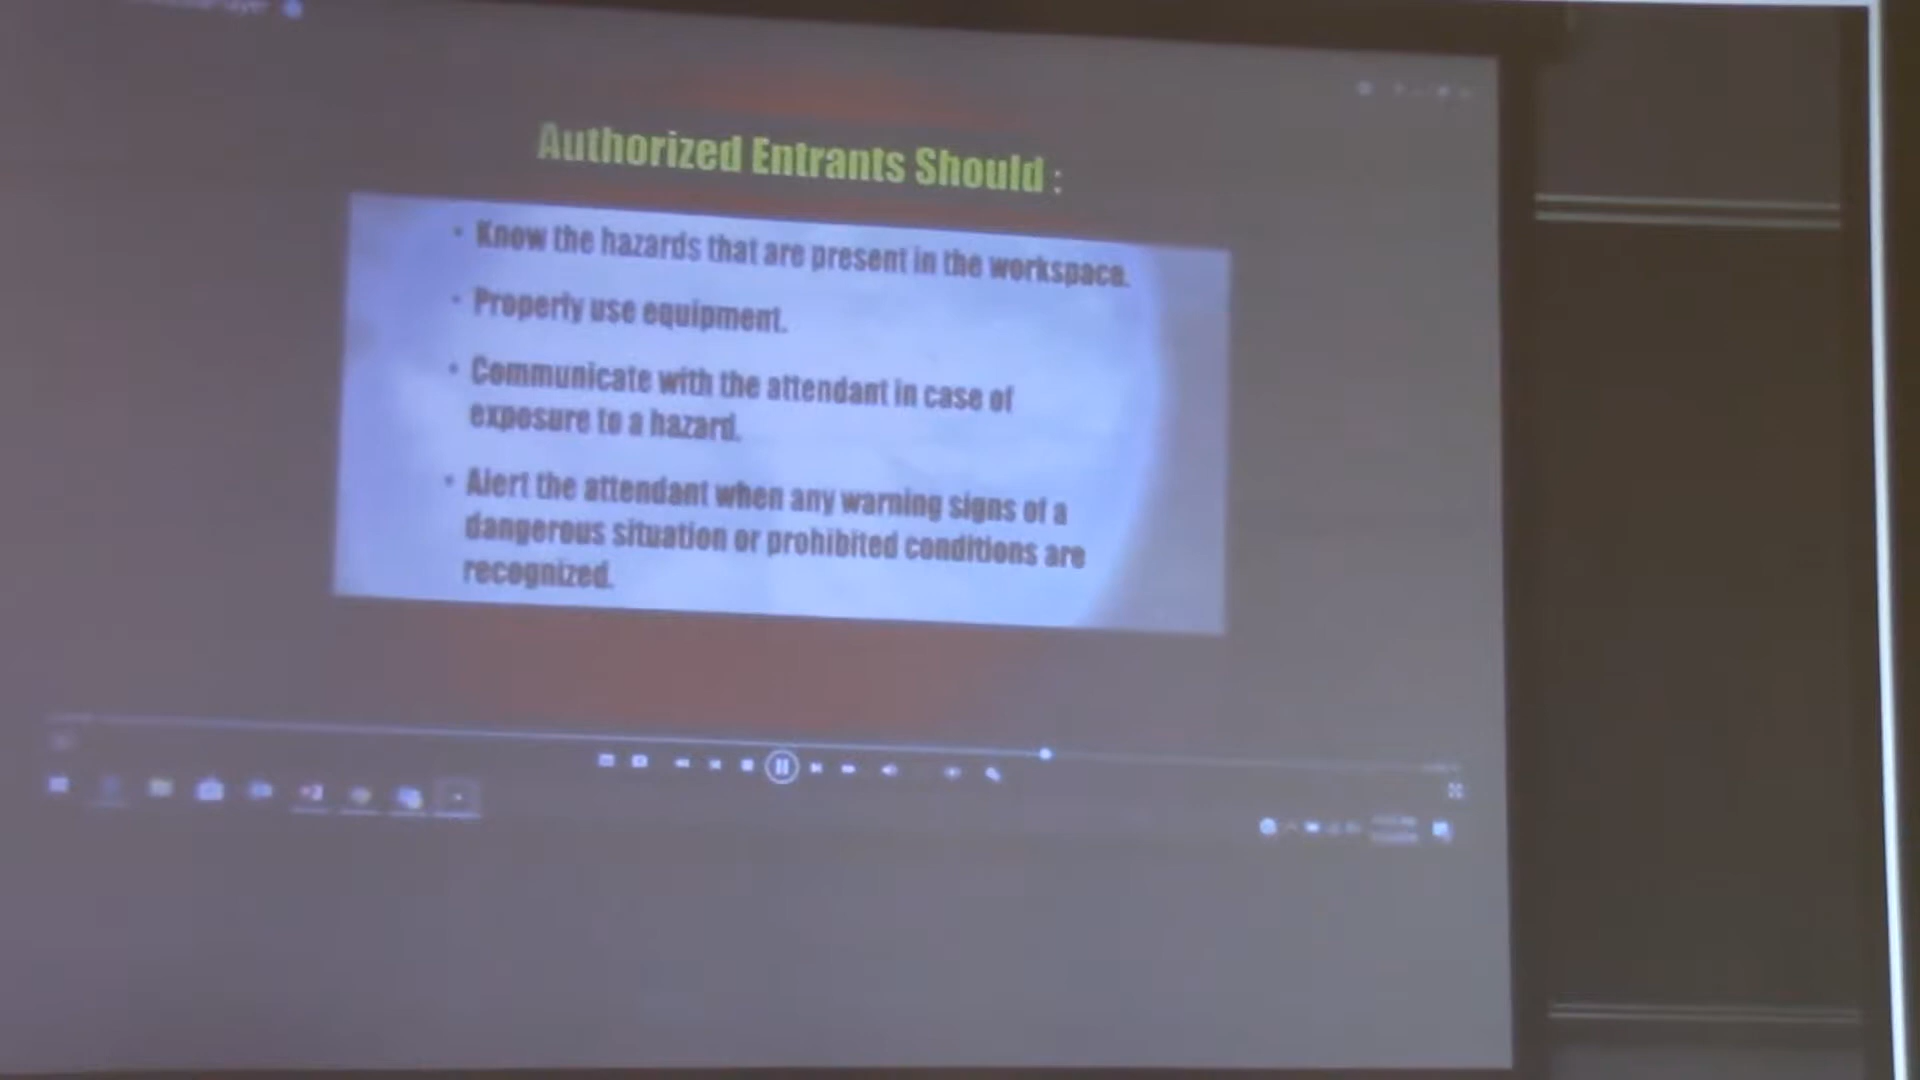 Authorized Entrants Should :
• Know the hazards that are present in the workspace.
• Properly use equipment.
• Communicate with the attendant in case of
exposure to a hazard.
• Alert the attendant when any warning signs of a
dangerous situation or prohibited conditions are
recognized.